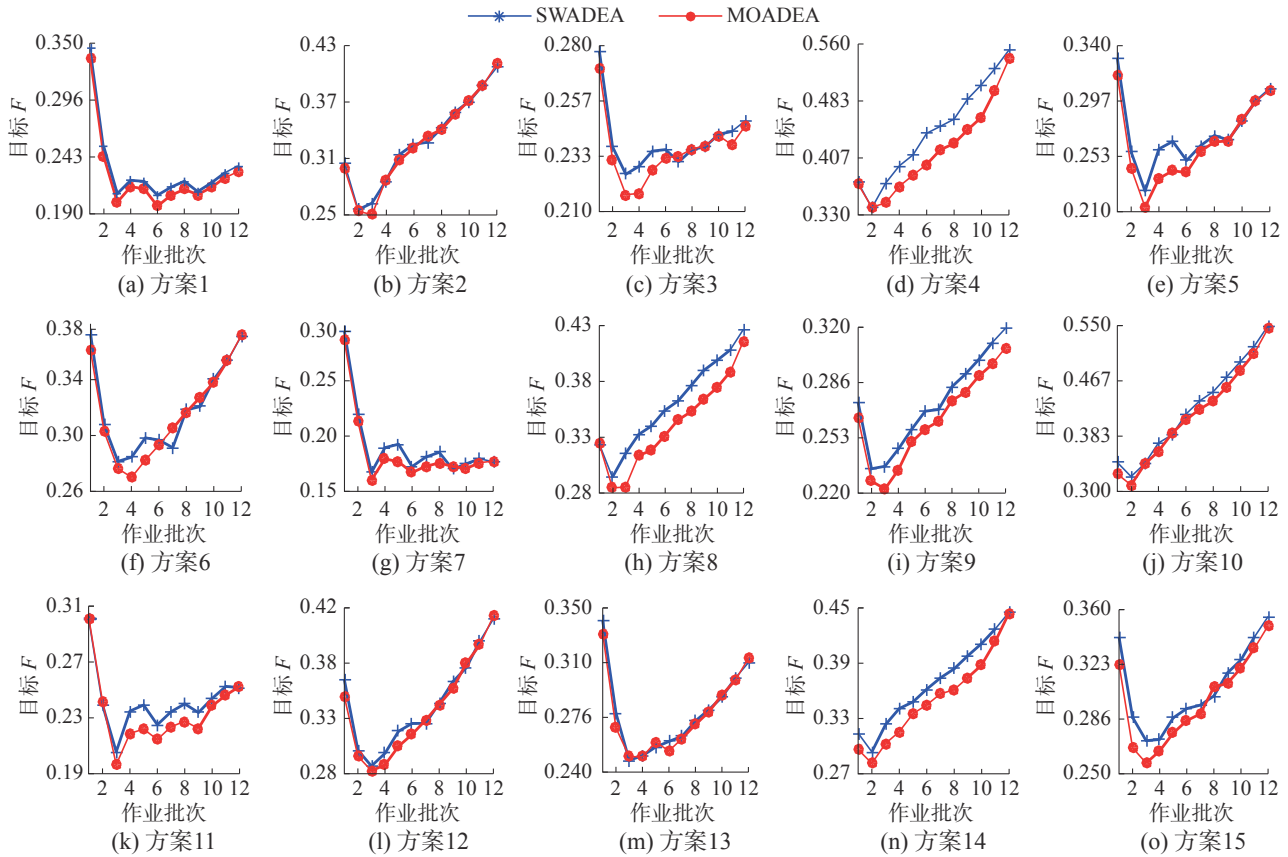 SWADEA MOADEA
0.350 0.296 0.243 0.190
目标 F
2 4 6 8 10 12
作业批次
(a) 方案1
0.43 0.37 0.31 0.25
目标 F
2 4 6 8 10 12
作业批次
(b) 方案2
0.280 0.257 0.233 0.210
目标 F
2 4 6 8 10 12
作业批次
(c) 方案3
0.560 0.483 0.407 0.330
目标 F
2 4 6 8 10 12
作业批次
(d) 方案4
0.340 0.297 0.253 0.210
目标 F
2 4 6 8 10 12
作业批次
(e) 方案5
0.38 0.34 0.30 0.26
目标 F
2 4 6 8 10 12
作业批次
(f) 方案6
0.30 0.25 0.20 0.15
目标 F
2 4 6 8 10 12
作业批次
(g) 方案7
0.43 0.38 0.33 0.28
目标 F
2 4 6 8 10 12
作业批次
(h) 方案8
0.320 0.286 0.253 0.220
目标 F
2 4 6 8 10 12
作业批次
(i) 方案9
0.550 0.467 0.383 0.300
目标 F
2 4 6 8 10 12
作业批次
(j) 方案10
0.31 0.27 0.23 0.19
目标 F
2 4 6 8 10 12
作业批次
(k) 方案11
0.42 0.38 0.33 0.28
目标 F
2 4 6 8 10 12
作业批次
(l) 方案12
0.350 0.310 0.276 0.240
目标 F
2 4 6 8 10 12
作业批次
(m) 方案13
0.45 0.39 0.33 0.27
目标 F
2 4 6 8 10 12
作业批次
(n) 方案14
0.360 0.323 0.286 0.250
目标 F
2 4 6 8 10 12
作业批次
(o) 方案15